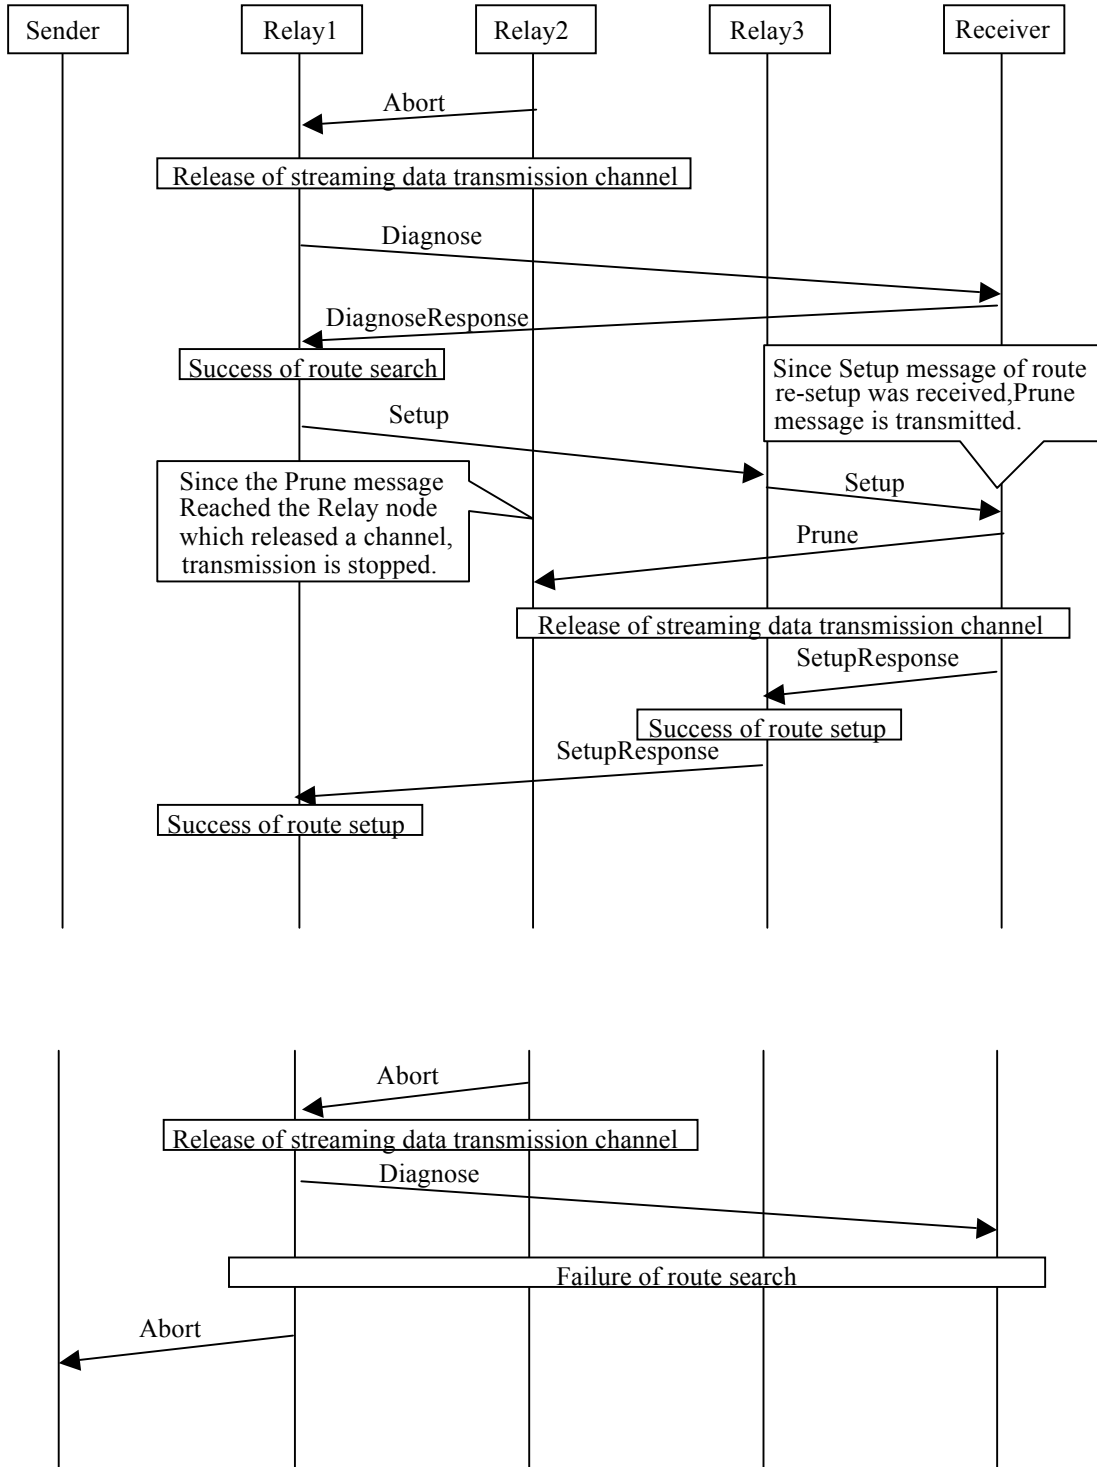 Sender
Relay1
Relay2
Relay3
Receiver
Abort
Release of streaming data transmission channel
Diagnose
DiagnoseResponse
Success of route search
Since Setup message of route
re-setup was received,Prune
message is transmitted.
Setup
Since the Prune message
Reached the Relay node
which released a channel,
transmission is stopped.
Setup
Prune
Release of streaming data transmission channel
SetupResponse
Success of route setup
SetupResponse
Success of route setup
Abort
Release of streaming data transmission channel
Diagnose
Failure of route search
Abort